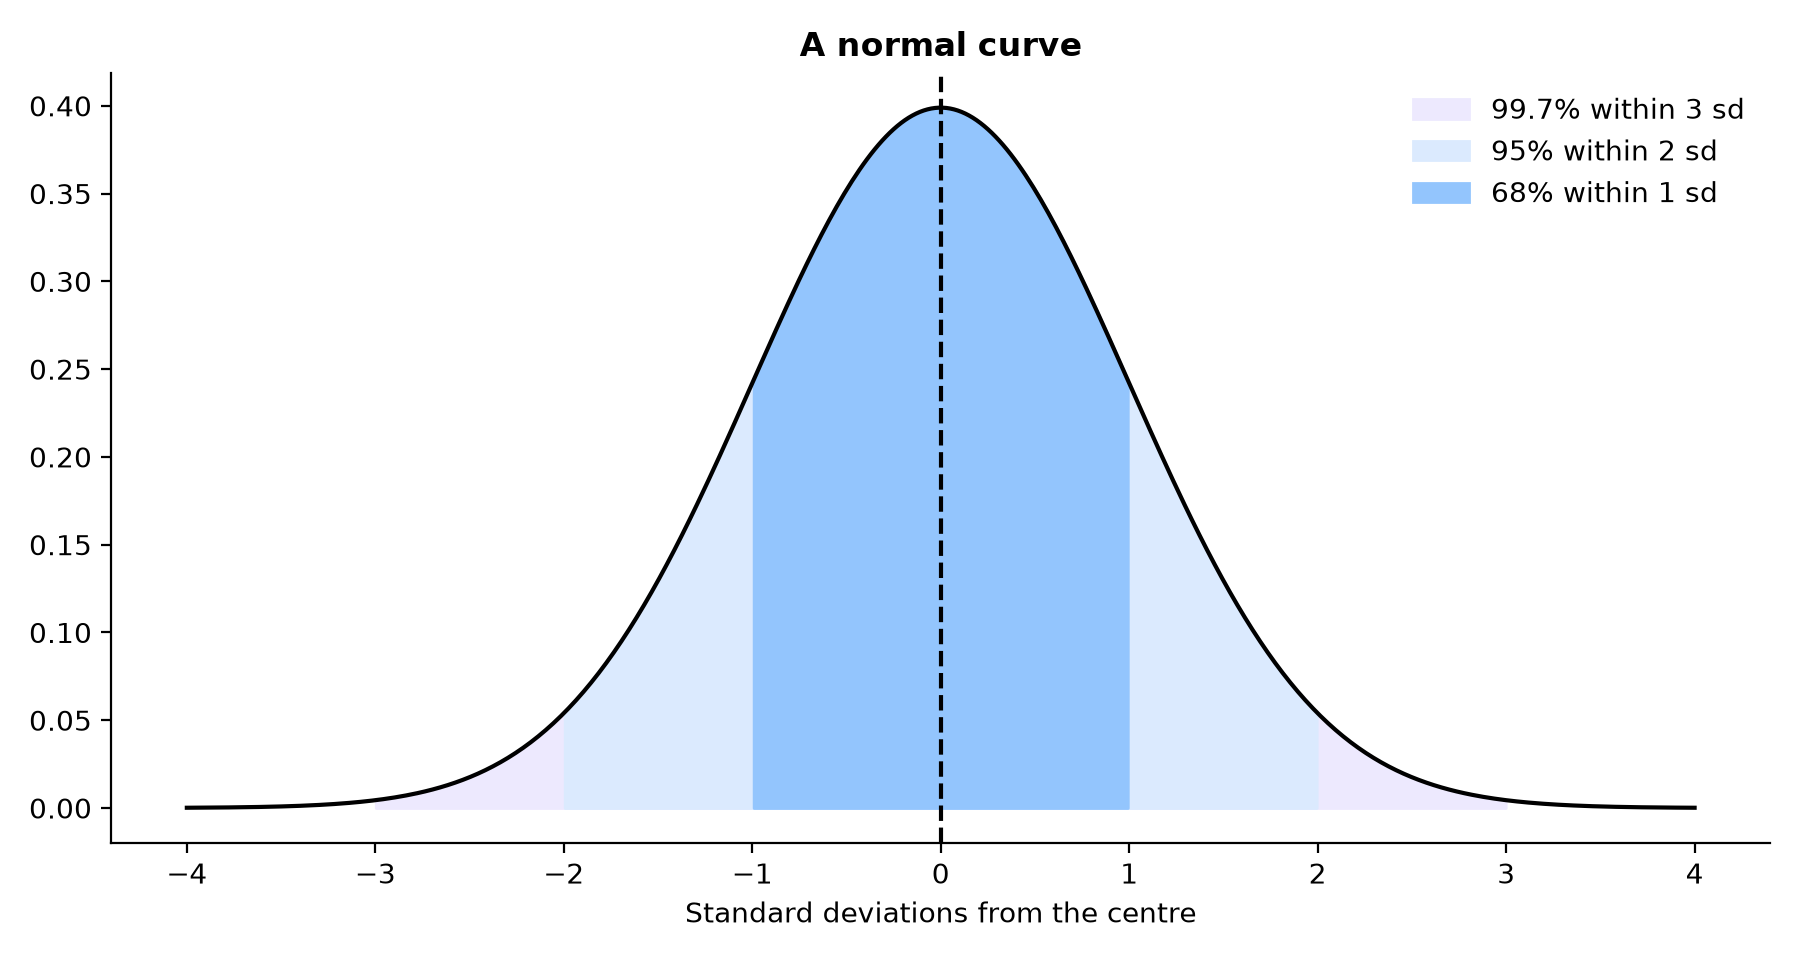 A normal curve
0.40
0.35
0.30
0.25
0.20
0.15
0.10
0.05
0.00
99.7% within 3 sd
95% within 2 sd
68% within 1 sd
−4 −3 −2 −1 0 1 2 3 4
Standard deviations from the centre